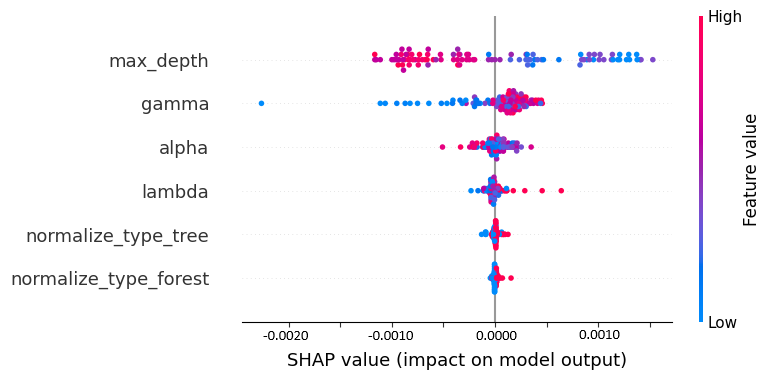 High
max_depth
gamma
alpha
lambda
normalize_type_tree
normalize_type_forest
Feature value
Low
-0.0020 -0.0010 0.0000 0.0010
SHAP value (impact on model output)